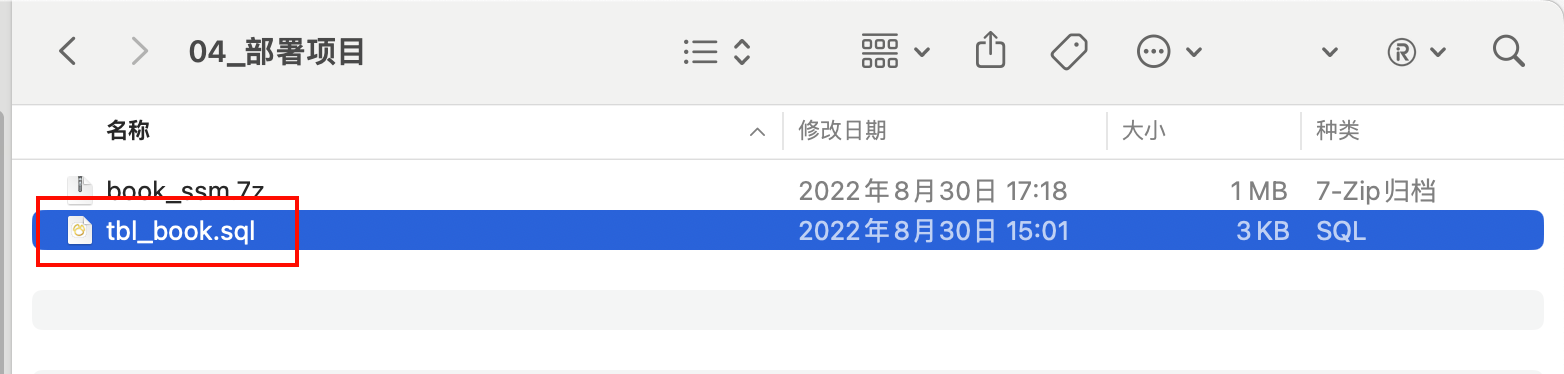 04_部署项目
名称 修改日期 大小 种类
book_ssm.7z 2022年8月30日 17:18 1 MB 7-Zip归档
tbl_book.sql 2022年8月30日 15:01 3 KB SQL